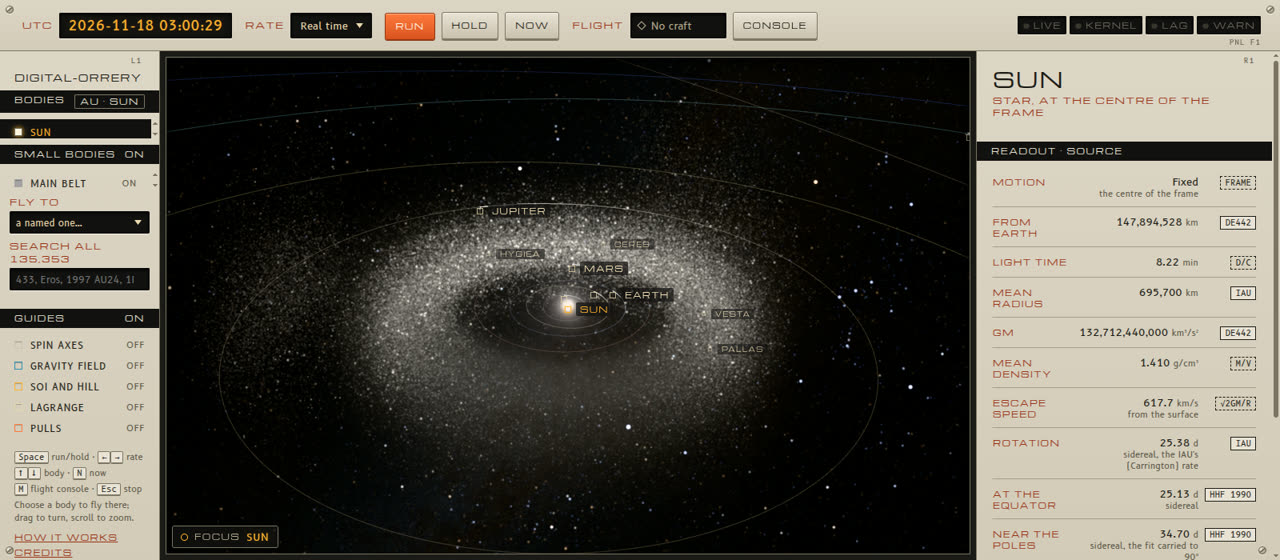 UTC 2026-11-18 03:00:29 RATE Real time RUN HOLD NOW FLIGHT ◇ No craft CONSOLE LIVE KERNEL LAG WARN
PNL F1
L1
DIGITAL-ORRERY
BODIES AU · SUN
SUN
SMALL BODIES ON
MAIN BELT ON
FLY TO
a named one...
SEARCH ALL
135,353
433, Eros, 1997 AU24, 1I
GUIDES ON
SPIN AXES OFF
GRAVITY FIELD OFF
SOI AND HILL OFF
LAGRANGE OFF
PULLS OFF
Space run/hold · ← → rate
↑ ↓ body · N now
M flight console · Esc stop
Choose a body to fly there;
drag to turn, scroll to zoom.
HOW IT WORKS
CREDITS
JUPITER
CERES
HYGIEA
MARS
EARTH
SUN
VESTA
PALLAS
FOCUS SUN
R1
SUN
STAR, AT THE CENTRE OF THE
FRAME
READOUT · SOURCE
MOTION Fixed FRAME
the centre of the frame
FROM EARTH 147,894,528 km DE442
LIGHT TIME 8.22 min D/C
MEAN RADIUS 695,700 km IAU
GM 132,712,440,000 km³/s² DE442
MEAN DENSITY 1.410 g/cm³ M/V
ESCAPE SPEED 617.7 km/s √2GM/R
from the surface
ROTATION 25.38 d IAU
sidereal, the IAU's
[Carrington] rate
AT THE EQUATOR 25.13 d HHF 1990
sidereal
NEAR THE POLES 34.70 d HHF 1990
sidereal, the fit carried to
90°